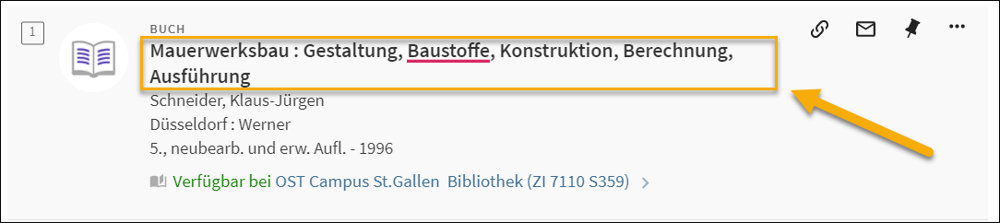 1
BUCH
Mauerwerksbau : Gestaltung, Baustoffe, Konstruktion, Berechnung,
Ausführung
Schneider, Klaus-Jürgen
Düsseldorf : Werner
5., neubearb. und erw. Aufl. - 1996
Verfügbar bei OST Campus St.Gallen Bibliothek (ZI 7110 S359)